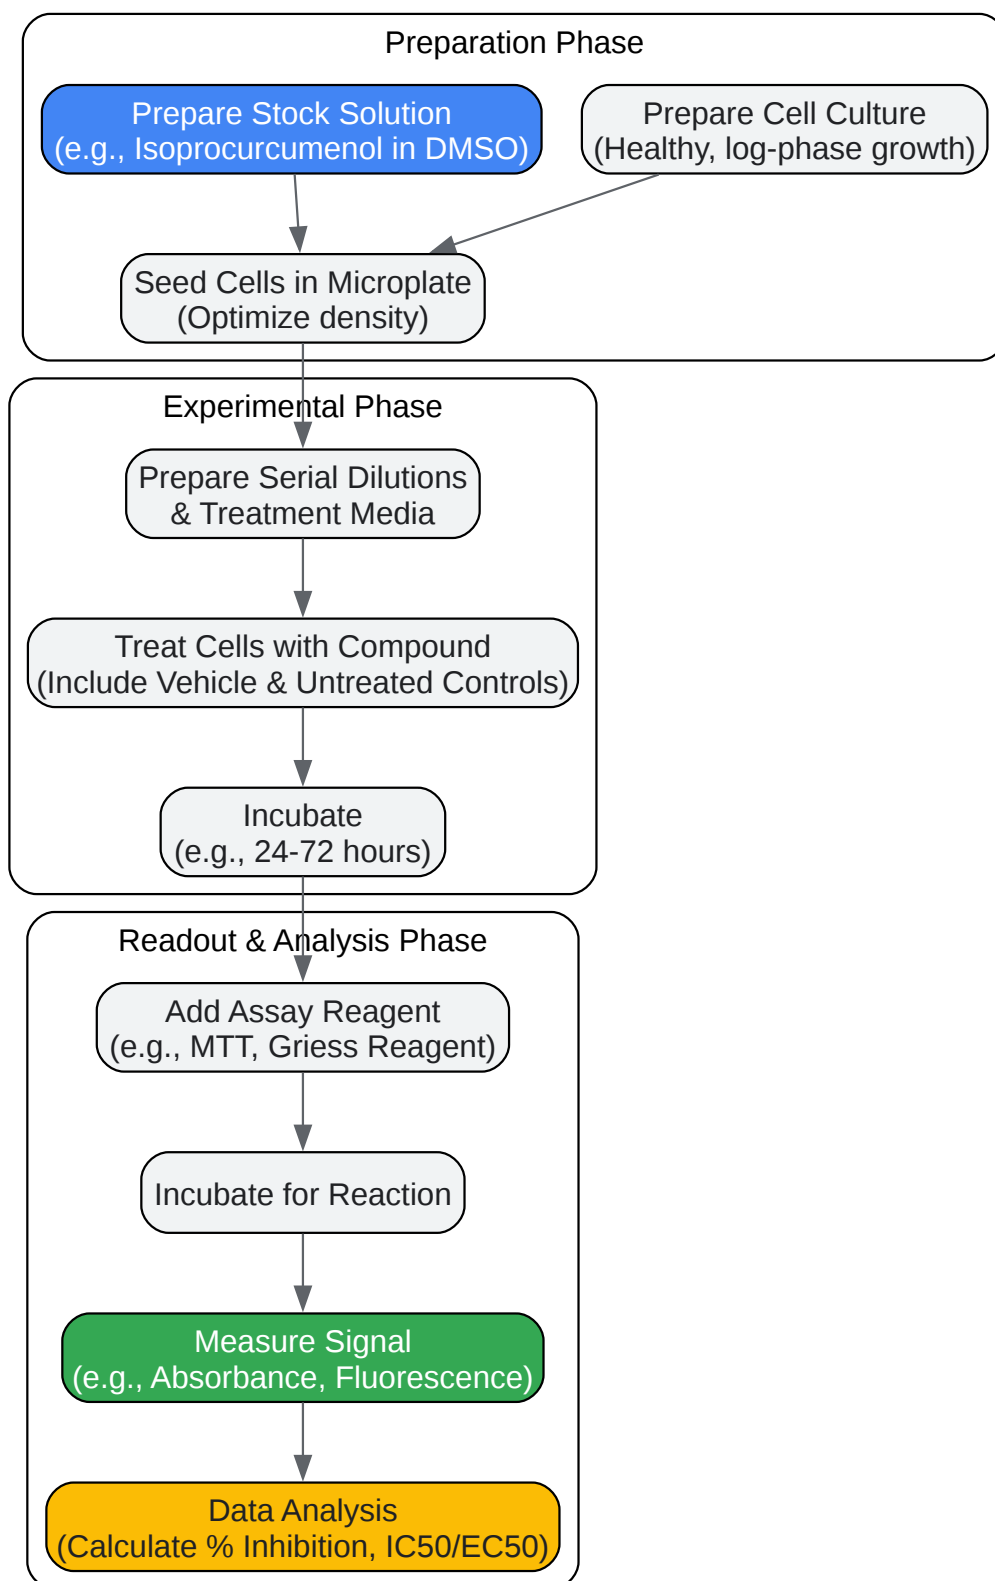 Preparation Phase
Prepare Stock Solution
(e.g., Isoprocurcumenol in DMSO)
Prepare Cell Culture
(Healthy, log-phase growth)
Seed Cells in Microplate
(Optimize density)
Experimental Phase
Prepare Serial Dilutions
& Treatment Media
Treat Cells with Compound
(Include Vehicle & Untreated Controls)
Incubate
(e.g., 24-72 hours)
Readout & Analysis Phase
Add Assay Reagent
(e.g., MTT, Griess Reagent)
Incubate for Reaction
Measure Signal
(e.g., Absorbance, Fluorescence)
Data Analysis
(Calculate % Inhibition, IC50/EC50)